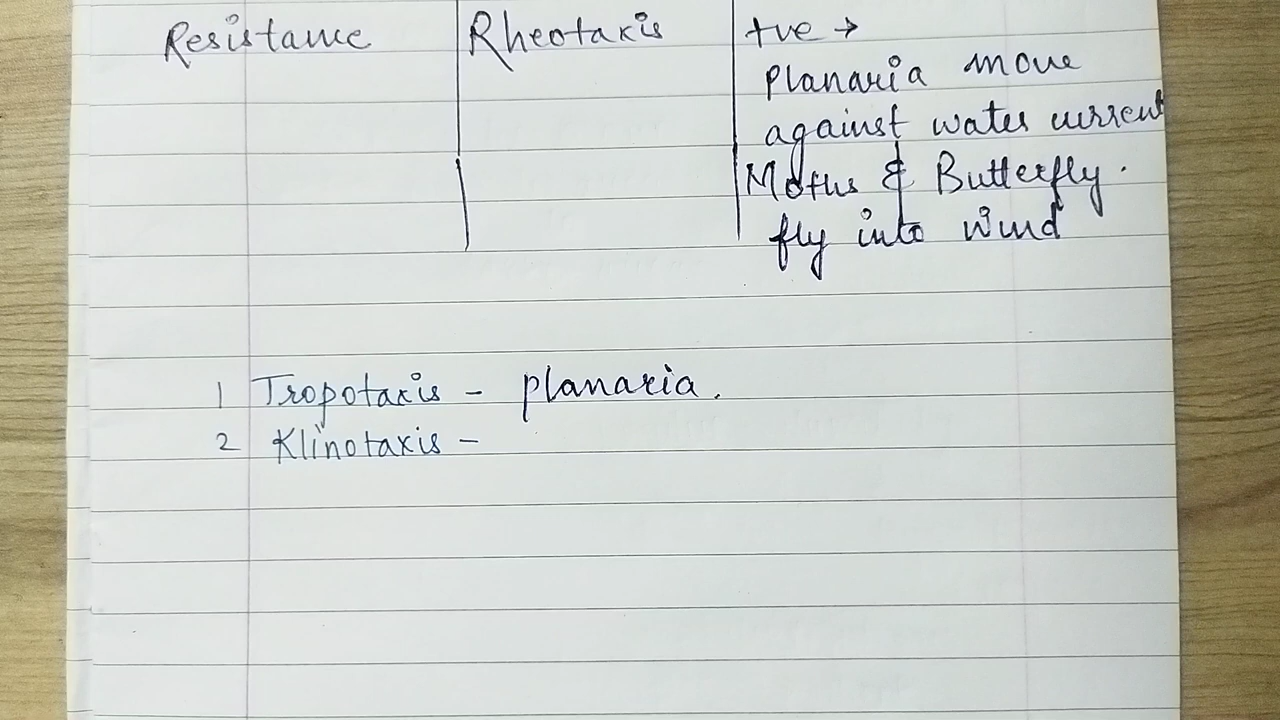 Resistance Rheotaxis +ve →
Planaria move
against water current
Moths & Butterfly.
fly into wind
1 Tropotaxis - planaria.
2 Klinotaxis -